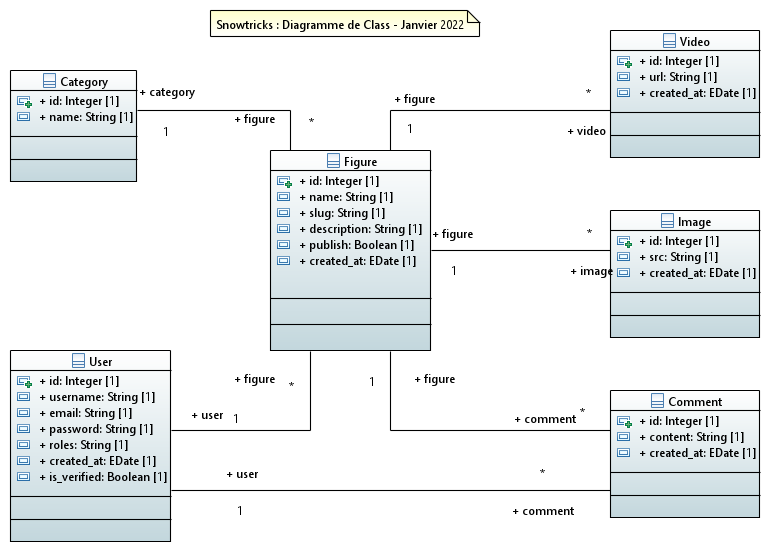 Snowtricks : Diagramme de Class - Janvier 2022
Category
+ id: Integer [1]
+ name: String [1]
+ category
1
+ figure
*
Video
+ id: Integer [1]
+ url: String [1]
+ created_at: EDate [1]
+ figure
1
*
+ video
Figure
+ id: Integer [1]
+ name: String [1]
+ slug: String [1]
+ description: String [1]
+ publish: Boolean [1]
+ created_at: EDate [1]
+ figure
1
*
+ image
Image
+ id: Integer [1]
+ src: String [1]
+ created_at: EDate [1]
User
+ id: Integer [1]
+ username: String [1]
+ email: String [1]
+ password: String [1]
+ roles: String [1]
+ created_at: EDate [1]
+ is_verified: Boolean [1]
+ figure
*
+ user
1
1
+ figure
+ comment
*
Comment
+ id: Integer [1]
+ content: String [1]
+ created_at: EDate [1]
+ user
1
*
+ comment